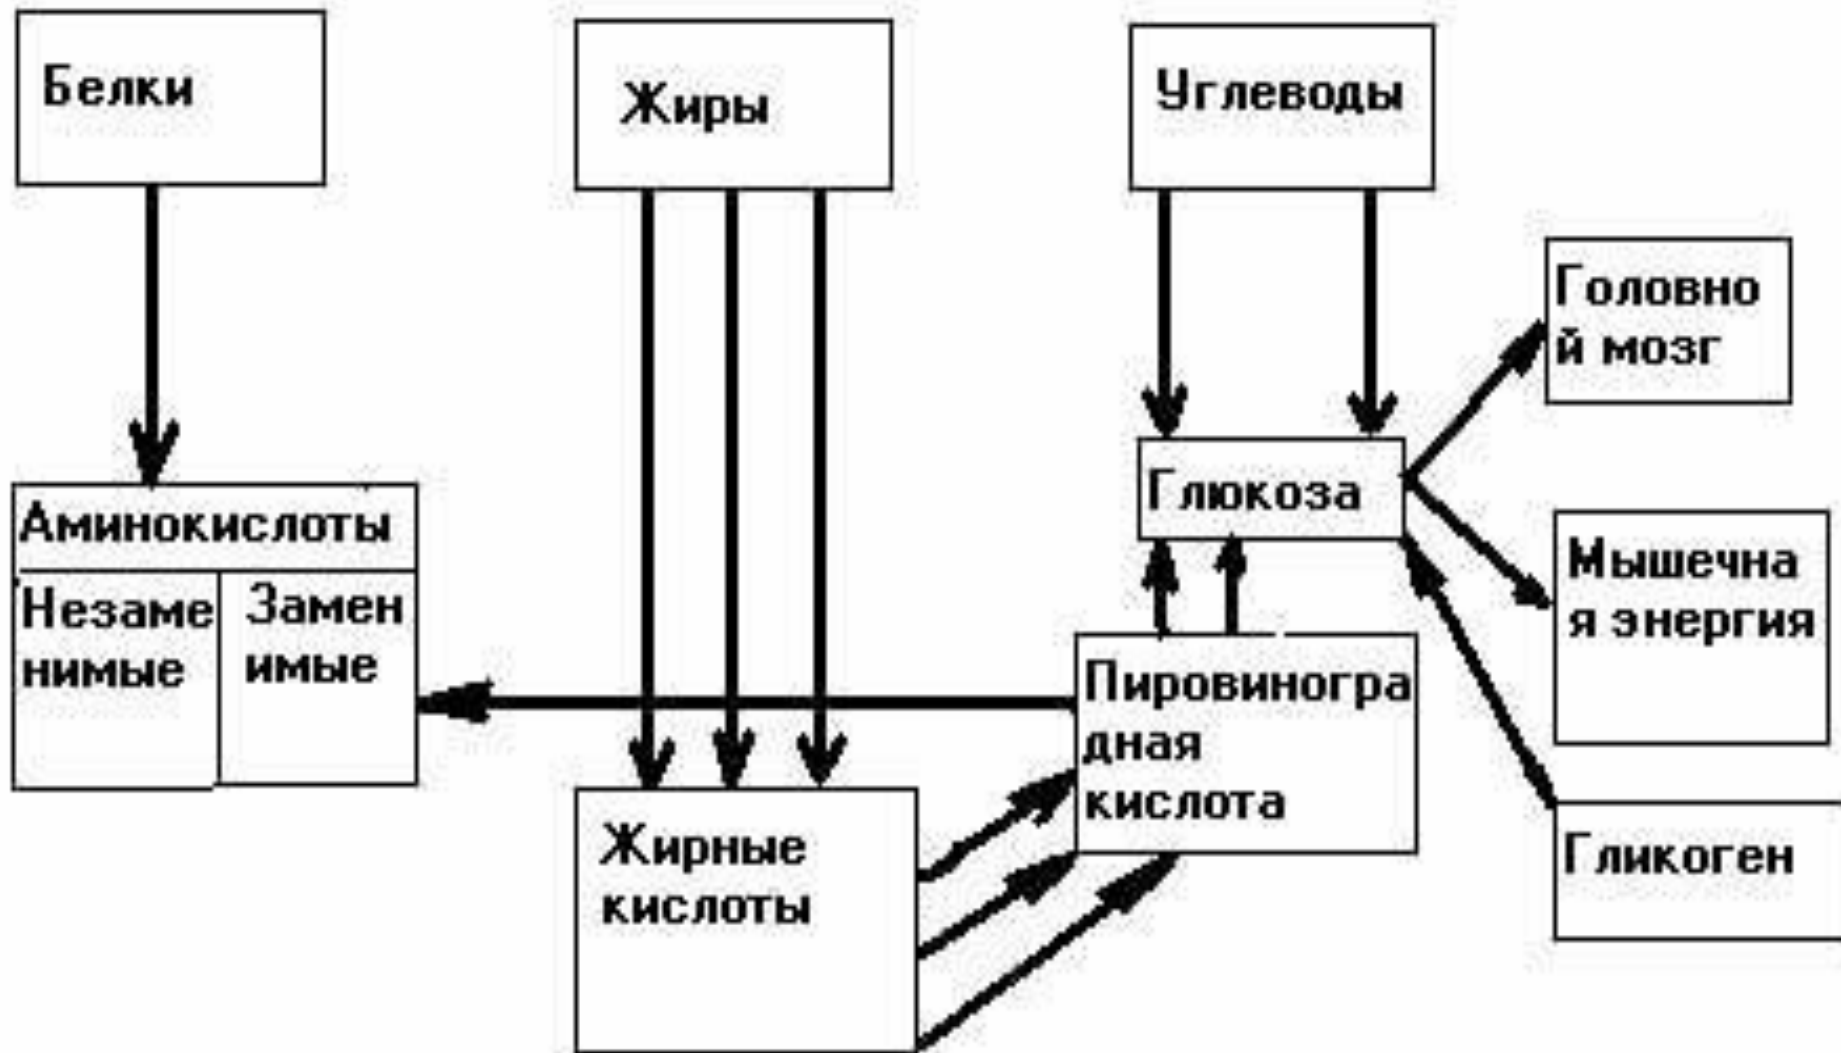 Белки
Жиры
Углеводы
Головно
й мозг
Глюкоза
Аминокислоты
Незаме
нимые
Замен
имые
Мышечна
я энергия
Пировиногра
дная
кислота
Жирные
кислоты
Гликоген